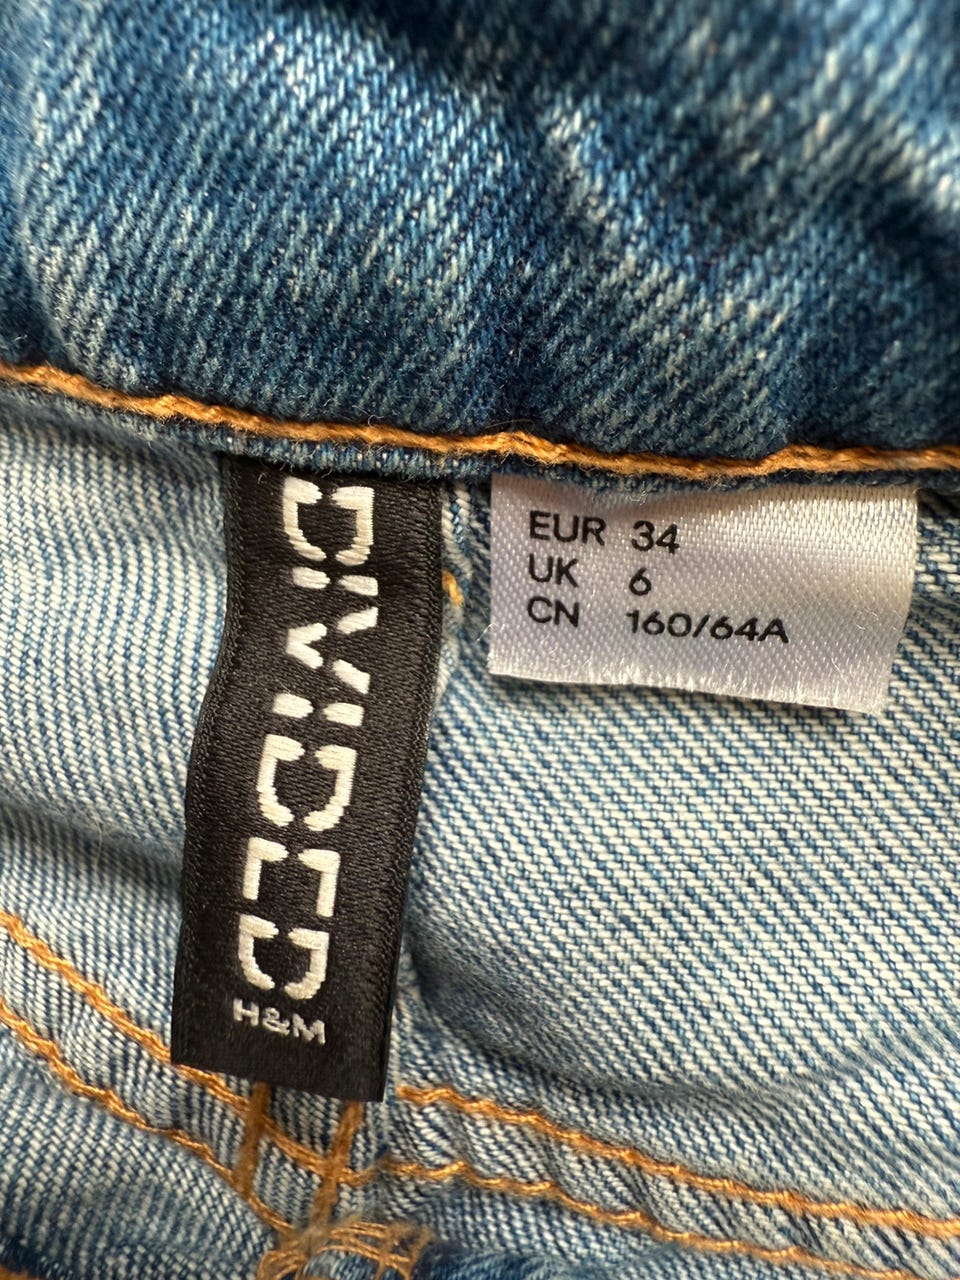 DIVIDED
H&M
EUR 34
UK 6
CN 160/64A